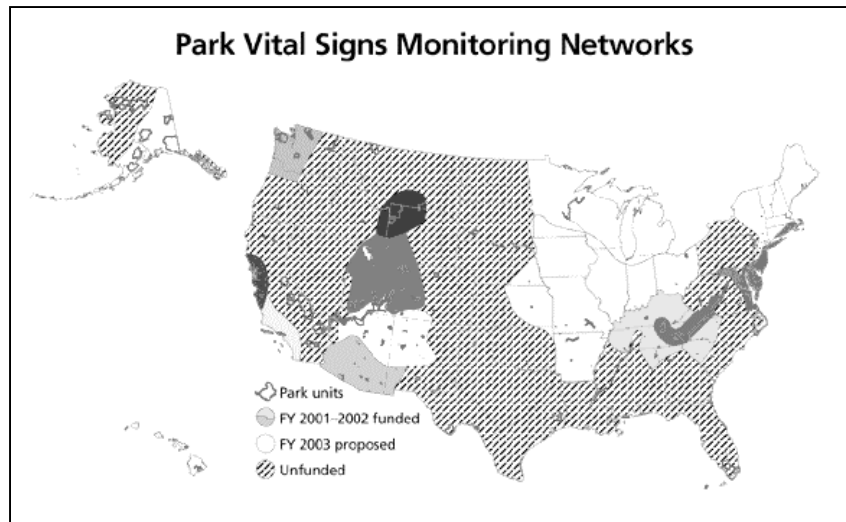 Park Vital Signs Monitoring Networks
Park units
FY 2001–2002 funded
FY 2003 proposed
Unfunded